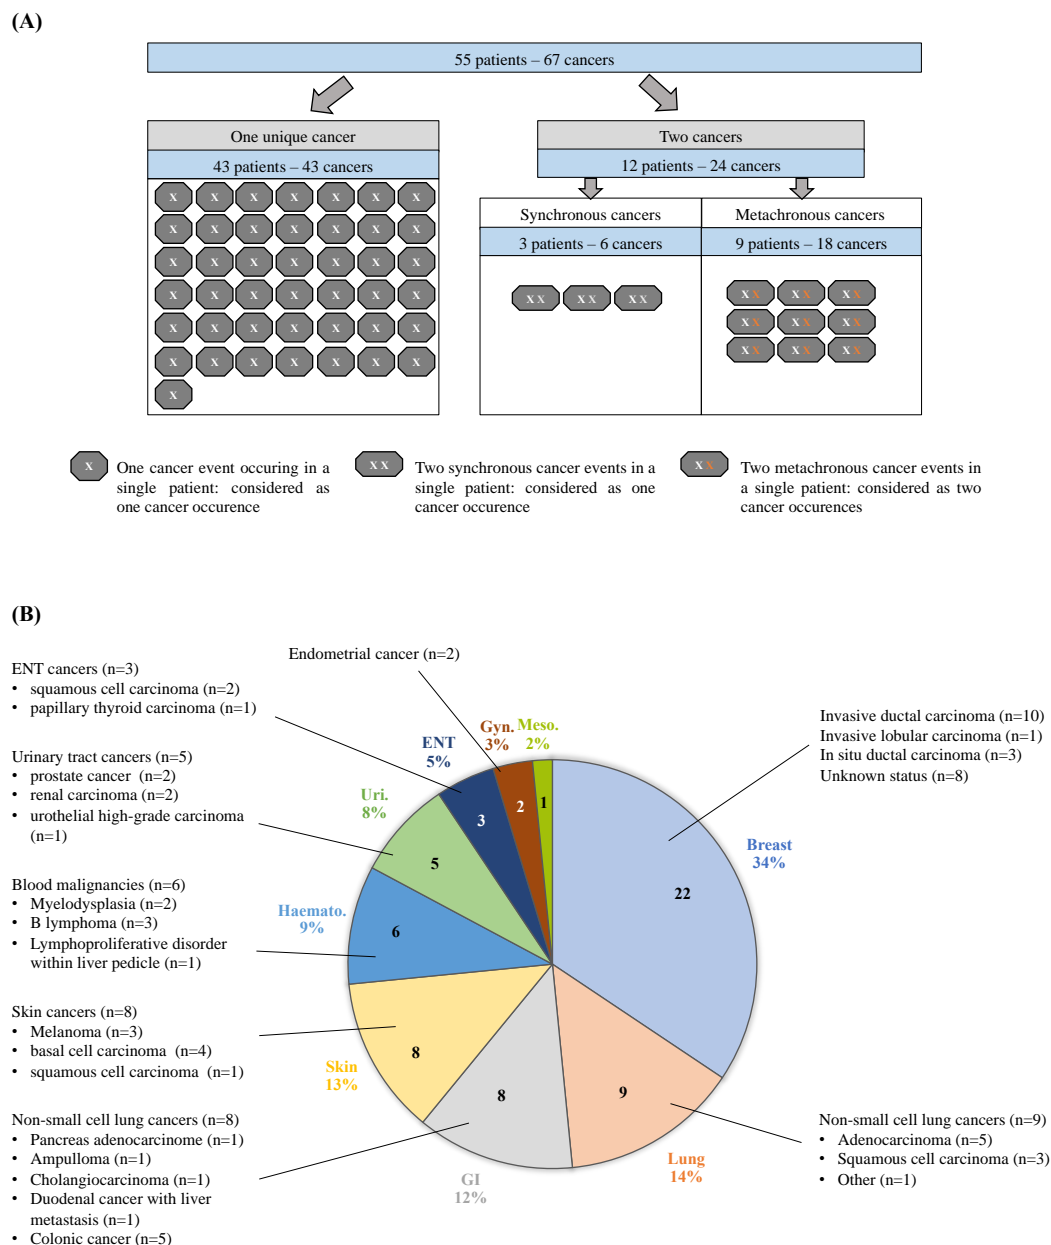 (A)
55 patients – 67 cancers
One unique cancer
43 patients – 43 cancers
X X X X X X X
X X X X X X X
X X X X X X X
X X X X X X X
X X X X X X X
X X X X X X X
X
Two cancers
12 patients – 24 cancers
Synchronous cancers
3 patients – 6 cancers
X X X X X X
Metachronous cancers
9 patients – 18 cancers
X X X X X X
X X X X X X
X X X X X X
X
One cancer event occuring in a
single patient: considered as
one cancer occurence
X X
Two synchronous cancer events in a
single patient: considered as one
cancer occurence
X X
Two metachronous cancer events in
a single patient: considered as two
cancer occurences
(B)
ENT cancers (n=3)
• squamous cell carcinoma (n=2)
• papillary thyroid carcinoma (n=1)
Urinary tract cancers (n=5)
• prostate cancer (n=2)
• renal carcinoma (n=2)
• urothelial high-grade carcinoma
(n=1)
Blood malignancies (n=6)
• Myelodysplasia (n=2)
• B lymphoma (n=3)
• Lymphoproliferative disorder
within liver pedicle (n=1)
Skin cancers (n=8)
• Melanoma (n=3)
• basal cell carcinoma (n=4)
• squamous cell carcinoma (n=1)
Non-small cell lung cancers (n=8)
• Pancreas adenocarcinome (n=1)
• Ampulloma (n=1)
• Cholangiocarcinoma (n=1)
• Duodenal cancer with liver
metastasis (n=1)
• Colonic cancer (n=5)
Endometrial cancer (n=2)
Invasive ductal carcinoma (n=10)
Invasive lobular carcinoma (n=1)
In situ ductal carcinoma (n=3)
Unknown status (n=8)
Non-small cell lung cancers (n=9)
• Adenocarcinoma (n=5)
• Squamous cell carcinoma (n=3)
• Other (n=1)
Gyn.
3%
Meso.
2%
ENT
5%
Uri.
8%
Haemato.
9%
Skin
13%
GI
12%
Lung
14%
Breast
34%
22
9
8
8
6
5
3
2
1